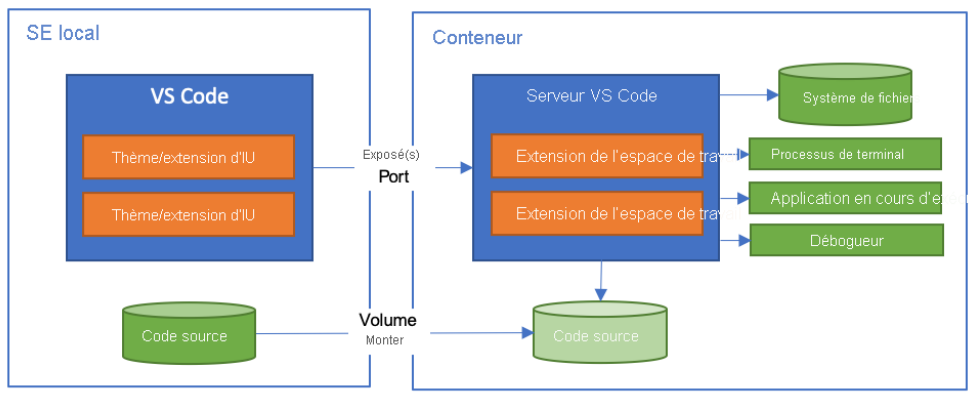 SE local
VS Code
Thème/extension d'IU
Thème/extension d'IU
Code source
Exposé(s)
Port
Volume
Monter
Conteneur
Serveur VS Code
Extension de l'espace de travail
Extension de l'espace de trav
Code source
Système de fichier
Processus de terminal
Application en cours d'ex
Débogueur